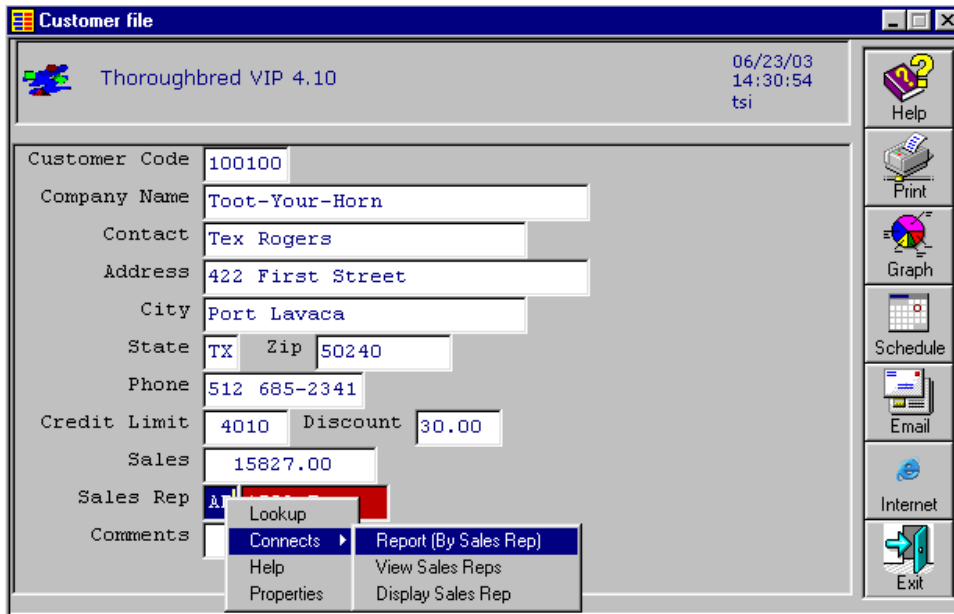 Customer file
Thoroughbred VIP 4.10
06/23/03
14:30:54
tsi
Customer Code 100100
Company Name Toot-Your-Horn
Contact Tex Rogers
Address 422 First Street
City Port Lavaca
State TX Zip 50240
Phone 512 685-2341
Credit Limit 4010 Discount 30.00
Sales 15827.00
Sales Rep
Comments
Lookup
Connects
Help
Properties
Report (By Sales Rep)
View Sales Reps
Display Sales Rep
Help
Print
Graph
Schedule
Email
Internet
Exit